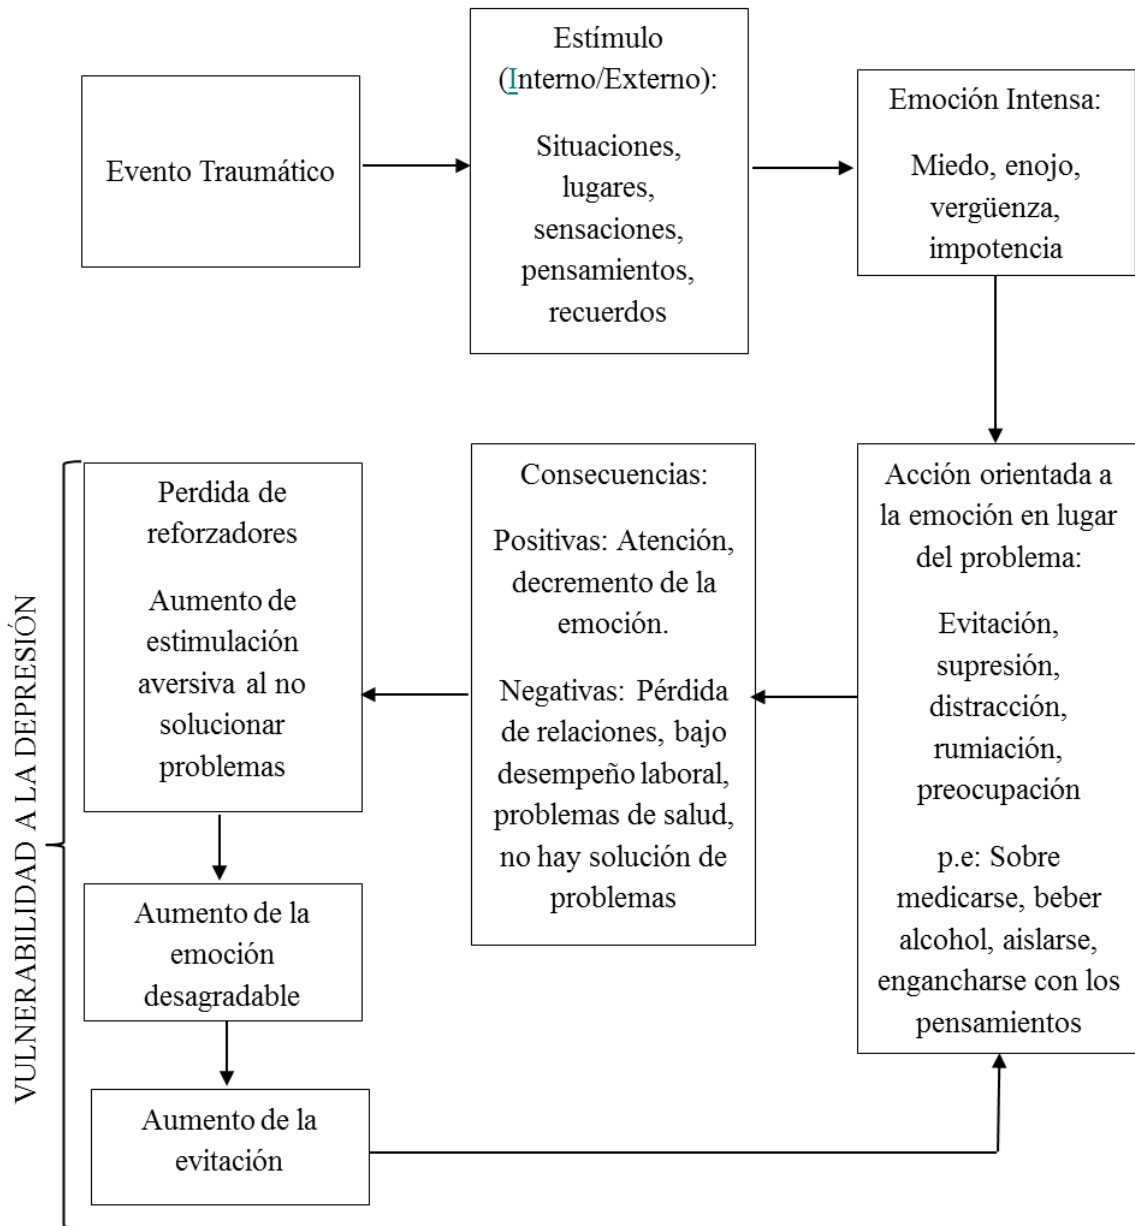 Evento Traumático
Estímulo
(Interno/Externo):
Situaciones,
lugares,
sensaciones,
pensamientos,
recuerdos
Emoción Intensa:
Miedo, enojo,
vergüenza,
impotencia
Acción orientada a
la emoción en lugar
del problema:
Evitación,
supresión,
distracción,
rumiación,
preocupación
p.e: Sobre
medicarse, beber
alcohol, aislarse,
engancharse con los
pensamientos
Consecuencias:
Positivas: Atención,
decremento de la
emoción.
Negativas: Pérdida
de relaciones, bajo
desempeño laboral,
problemas de salud,
no hay solución de
problemas
Perdida de
reforzadores
Aumento de
estimulación
aversiva al no
solucionar
problemas
Aumento de la
emoción
desagradable
Aumento de la
evitación
VULNERABILIDAD A LA DEPRESIÓN